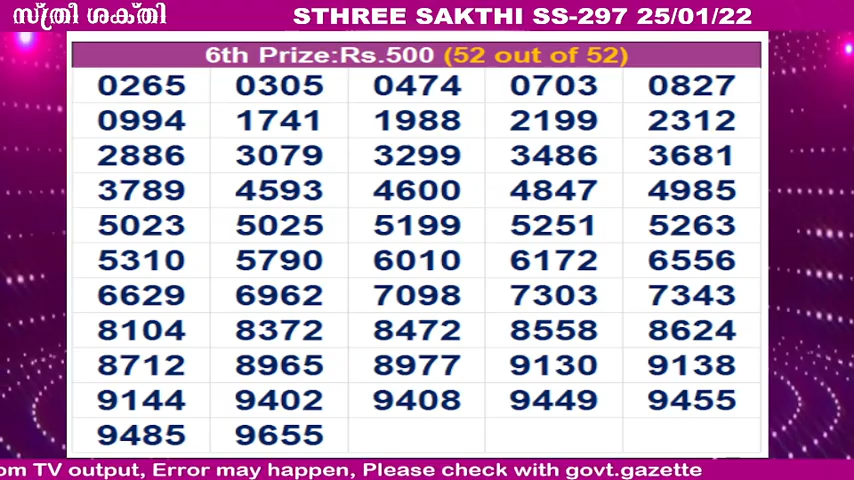 സ്ത്രീ ശക്തി STHREE SAKTHI SS-297 25/01/22
6th Prize:Rs.500 (52 out of 52)
0265 0305 0474 0703 0827
0994 1741 1988 2199 2312
2886 3079 3299 3486 3681
3789 4593 4600 4847 4985
5023 5025 5199 5251 5263
5310 5790 6010 6172 6556
6629 6962 7098 7303 7343
8104 8372 8472 8558 8624
8712 8965 8977 9130 9138
9144 9402 9408 9449 9455
9485 9655
om TV output, Error may happen, Please check with govt.gazette